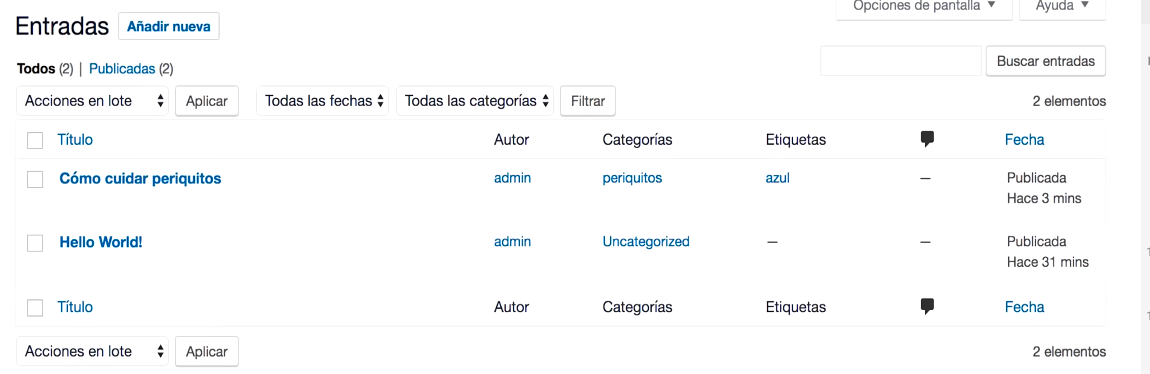 Opciones de pantalla Ayuda
Entradas Añadir nueva
Todos (2) | Publicadas (2) Buscar entradas
Acciones en lote Aplicar Todas las fechas Todas las categorías Filtrar 2 elementos
Título Autor Categorías Etiquetas Fecha
Cómo cuidar periquitos admin periquitos azul — Publicada
Hace 3 mins
Hello World! admin Uncategorized — — Publicada
Hace 31 mins
Título Autor Categorías Etiquetas Fecha
Acciones en lote Aplicar 2 elementos